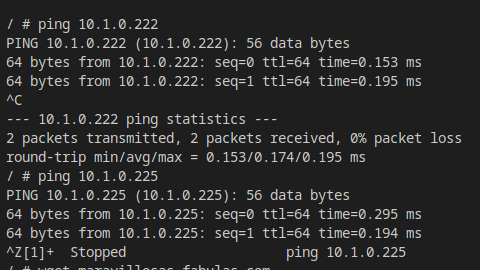 / # ping 10.1.0.222
PING 10.1.0.222 (10.1.0.222): 56 data bytes
64 bytes from 10.1.0.222: seq=0 ttl=64 time=0.153 ms
64 bytes from 10.1.0.222: seq=1 ttl=64 time=0.195 ms
^C
--- 10.1.0.222 ping statistics ---
2 packets transmitted, 2 packets received, 0% packet loss
round-trip min/avg/max = 0.153/0.174/0.195 ms
/ # ping 10.1.0.225
PING 10.1.0.225 (10.1.0.225): 56 data bytes
64 bytes from 10.1.0.225: seq=0 ttl=64 time=0.295 ms
64 bytes from 10.1.0.225: seq=1 ttl=64 time=0.194 ms
^Z[1]+  Stopped                    ping 10.1.0.225
/ # wget maravillosas.fabulas.com